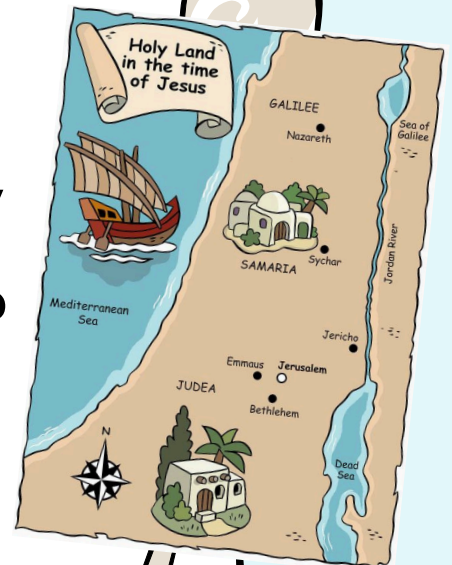 Holy Land
in the time
of Jesus
GALILEE
Nazareth
Sea of
Galilee
Sychar
SAMARIA
Jordan River
Mediterranean
Sea
Jericho
Emmaus
Jerusalem
JUDEA
Bethlehem
N
Dead
Sea